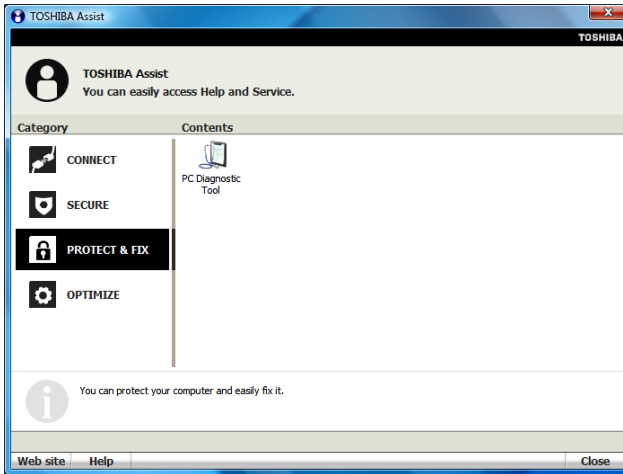 TOSHIBA Assist
TOSHIBA
TOSHIBA Assist
You can easily access Help and Service.
Category
Contents
CONNECT
SECURE
PROTECT & FIX
OPTIMIZE
PC Diagnostic
Tool
You can protect your computer and easily fix it.
Web site
Help
Close